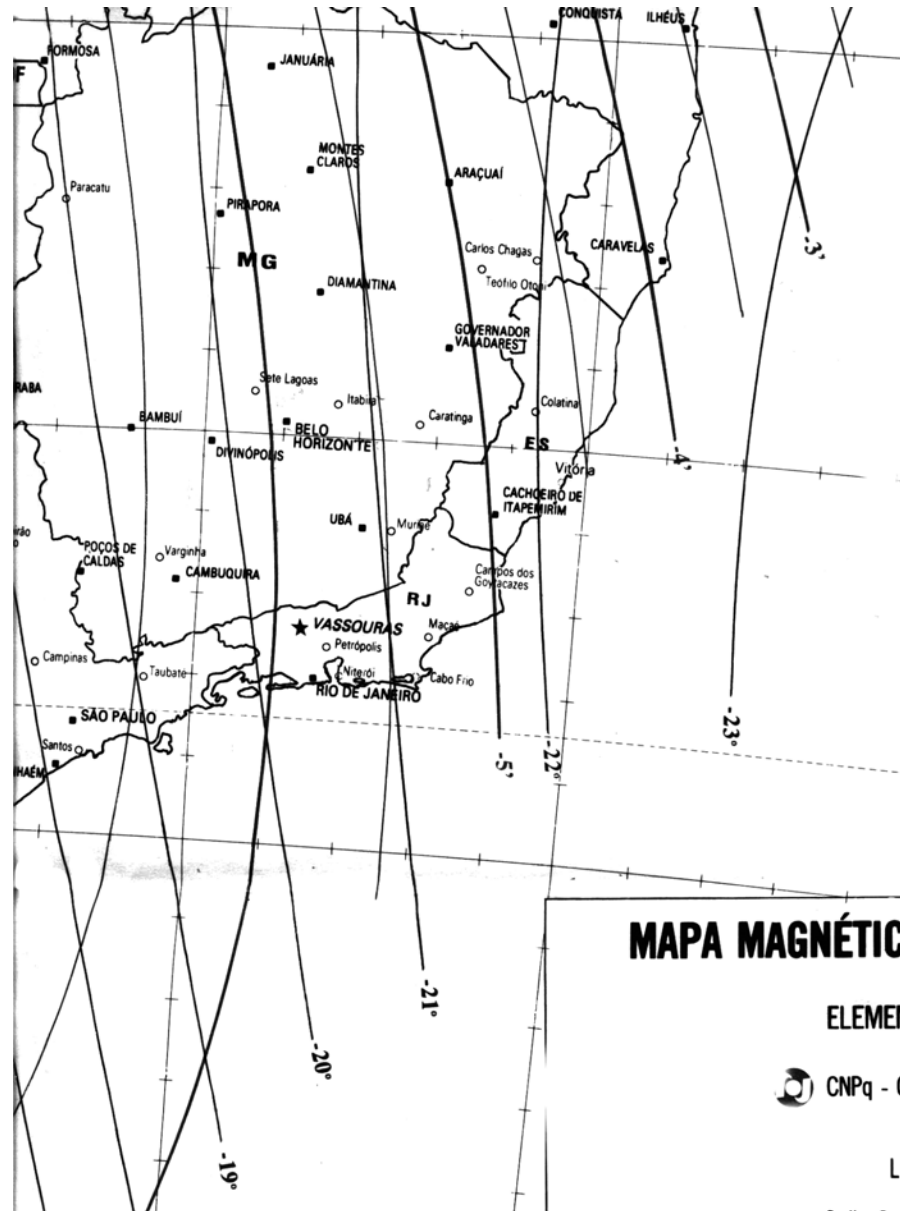 CONQUISTA
ILHÉUS
FORMOSA
F
JANUÁRIA
MONTES
CLAROS
ARAÇUAÍ
Paracatu
PIRAPORA
-3'
MG
Carlos Chagas
CARAVELAS
Teófilo Otoni
DIAMANTINA
GOVERNADOR
VALADARES
RABA
Sete Lagoas
Itabira
BAMBUÍ
BELO
HORIZONTE
Caratinga
Colatina
DIVINÓPOLIS
ES
-4'
Vitória
CACHOEIRO DE
ITAPEMIRIM
UBÁ
Muriaé
irão
POÇOS DE
CALDAS
Varginha
CAMBUQUIRA
Campos dos
Goytacazes
RJ
VASSOURAS
Macaé
Petrópolis
Campinas
Taubaté
Niterói
Cabo Frio
RIO DE JANEIRO
SÃO PAULO
Santos
NHAÉM
-5'
-22°
-23°
MAPA MAGNÉTIC
-21°
ELEMEN
-20°
CNPq - C
-19°
L